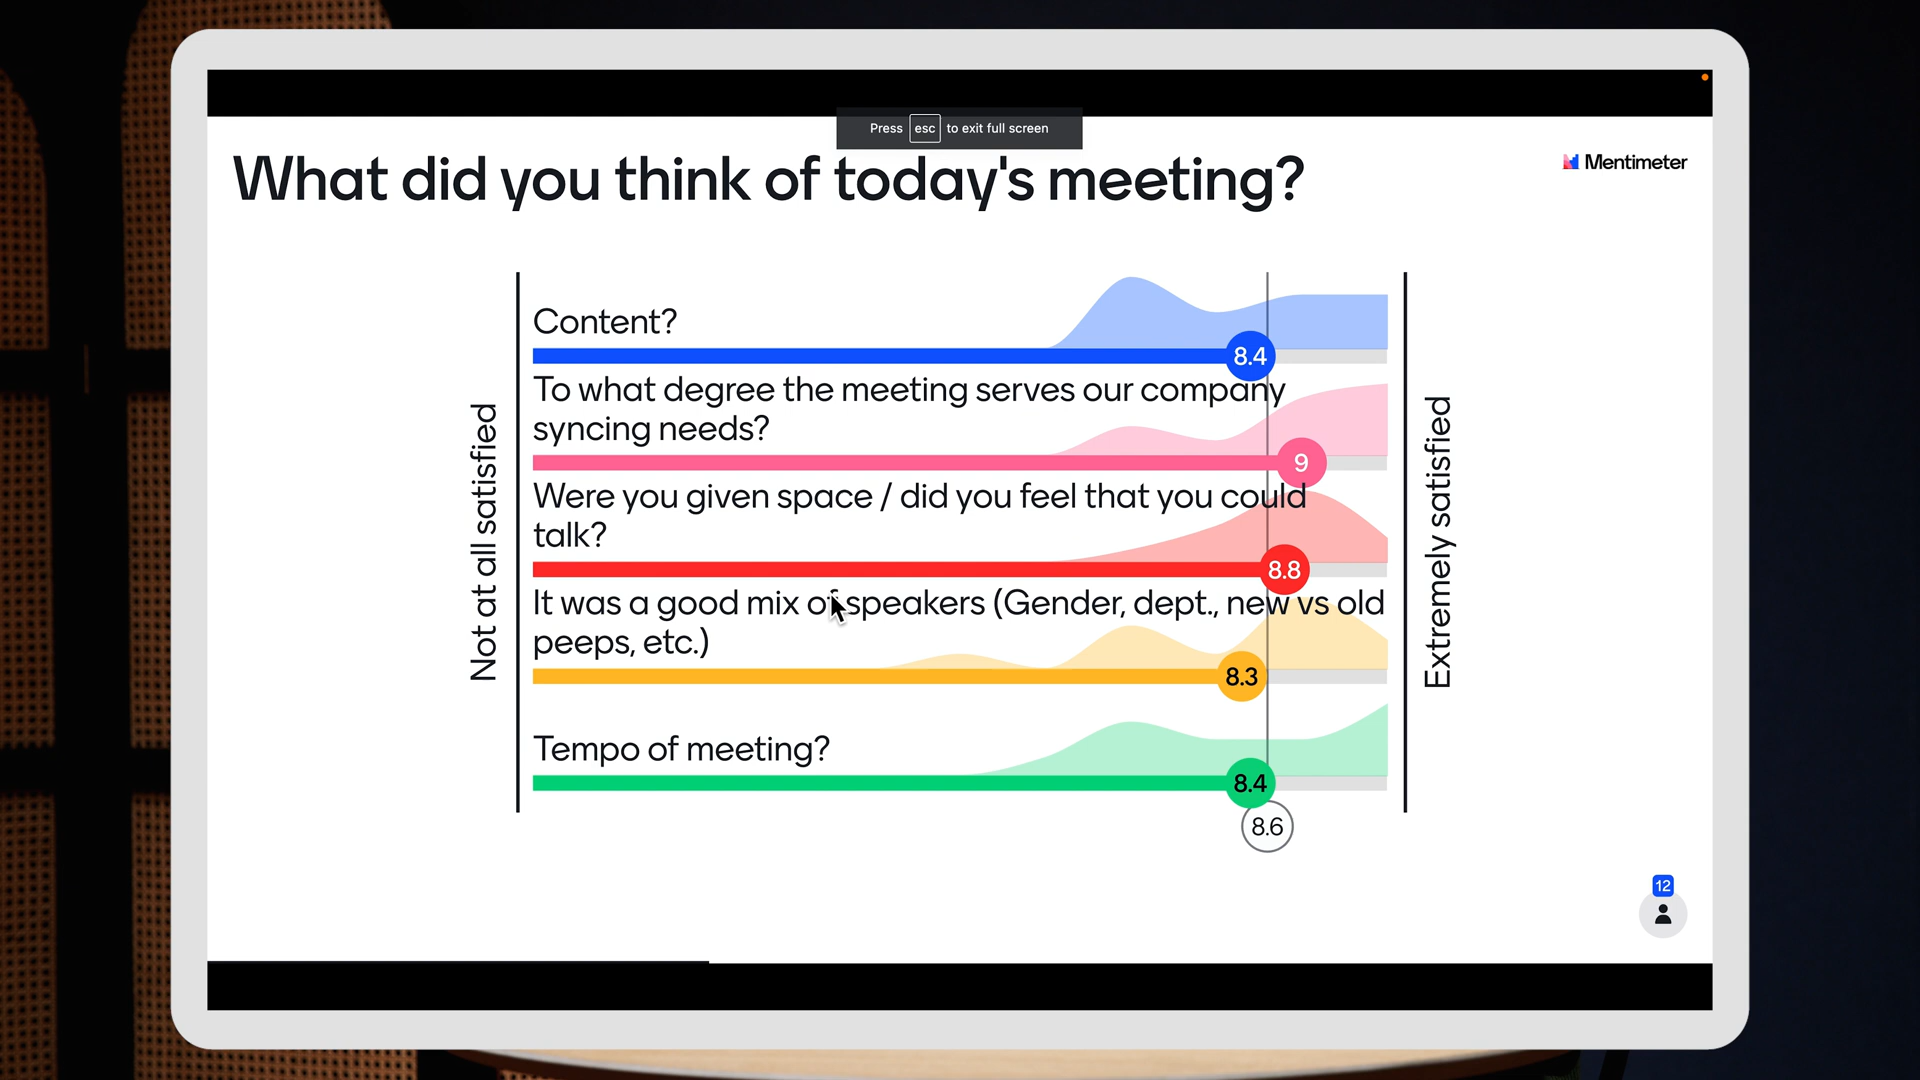 Press esc to exit full screen
What did you think of today's meeting?
Mentimeter
Not at all satisfied
Content?
8.4
To what degree the meeting serves our company
syncing needs?
9
Were you given space / did you feel that you could
talk?
8.8
It was a good mix of speakers (Gender, dept., new vs old
peeps, etc.)
8.3
Tempo of meeting?
8.4
8.6
Extremely satisfied
12